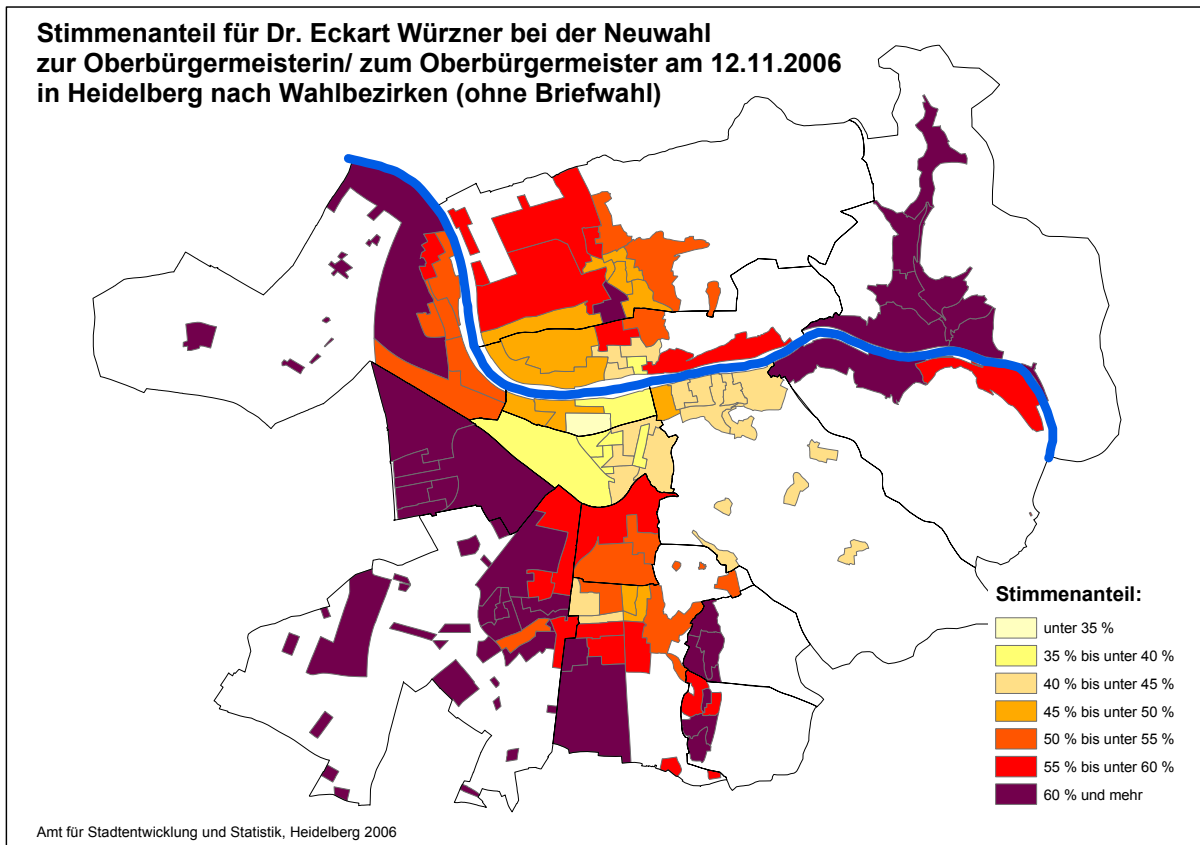 Stimmenanteil für Dr. Eckart Würzner bei der Neuwahl
zur Oberbürgermeisterin/ zum Oberbürgermeister am 12.11.2006
in Heidelberg nach Wahlbezirken (ohne Briefwahl)
Stimmenanteil:
unter 35 %
35 % bis unter 40 %
40 % bis unter 45 %
45 % bis unter 50 %
50 % bis unter 55 %
55 % bis unter 60 %
60 % und mehr
Amt für Stadtentwicklung und Statistik, Heidelberg 2006